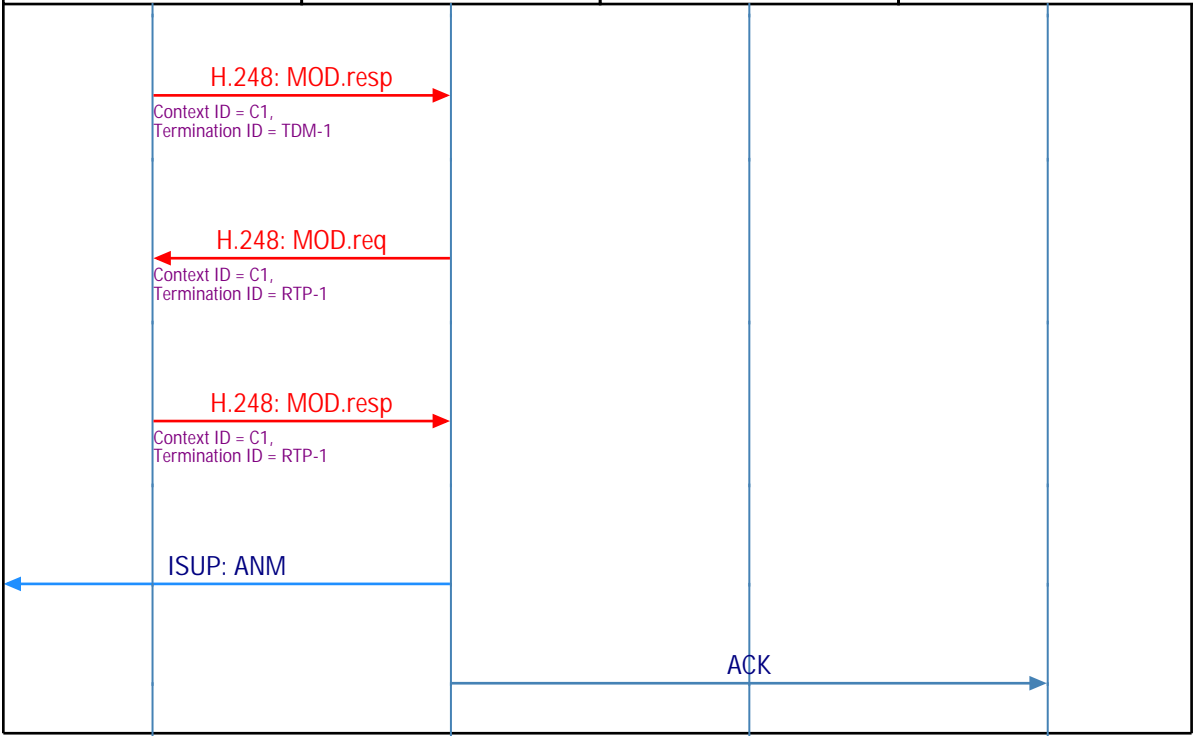 H.248: MOD.resp
Context ID = C1,
Termination ID = TDM-1
H.248: MOD.req
Context ID = C1,
Termination ID = RTP-1
H.248: MOD.resp
Context ID = C1,
Termination ID = RTP-1
ISUP: ANM
ACK